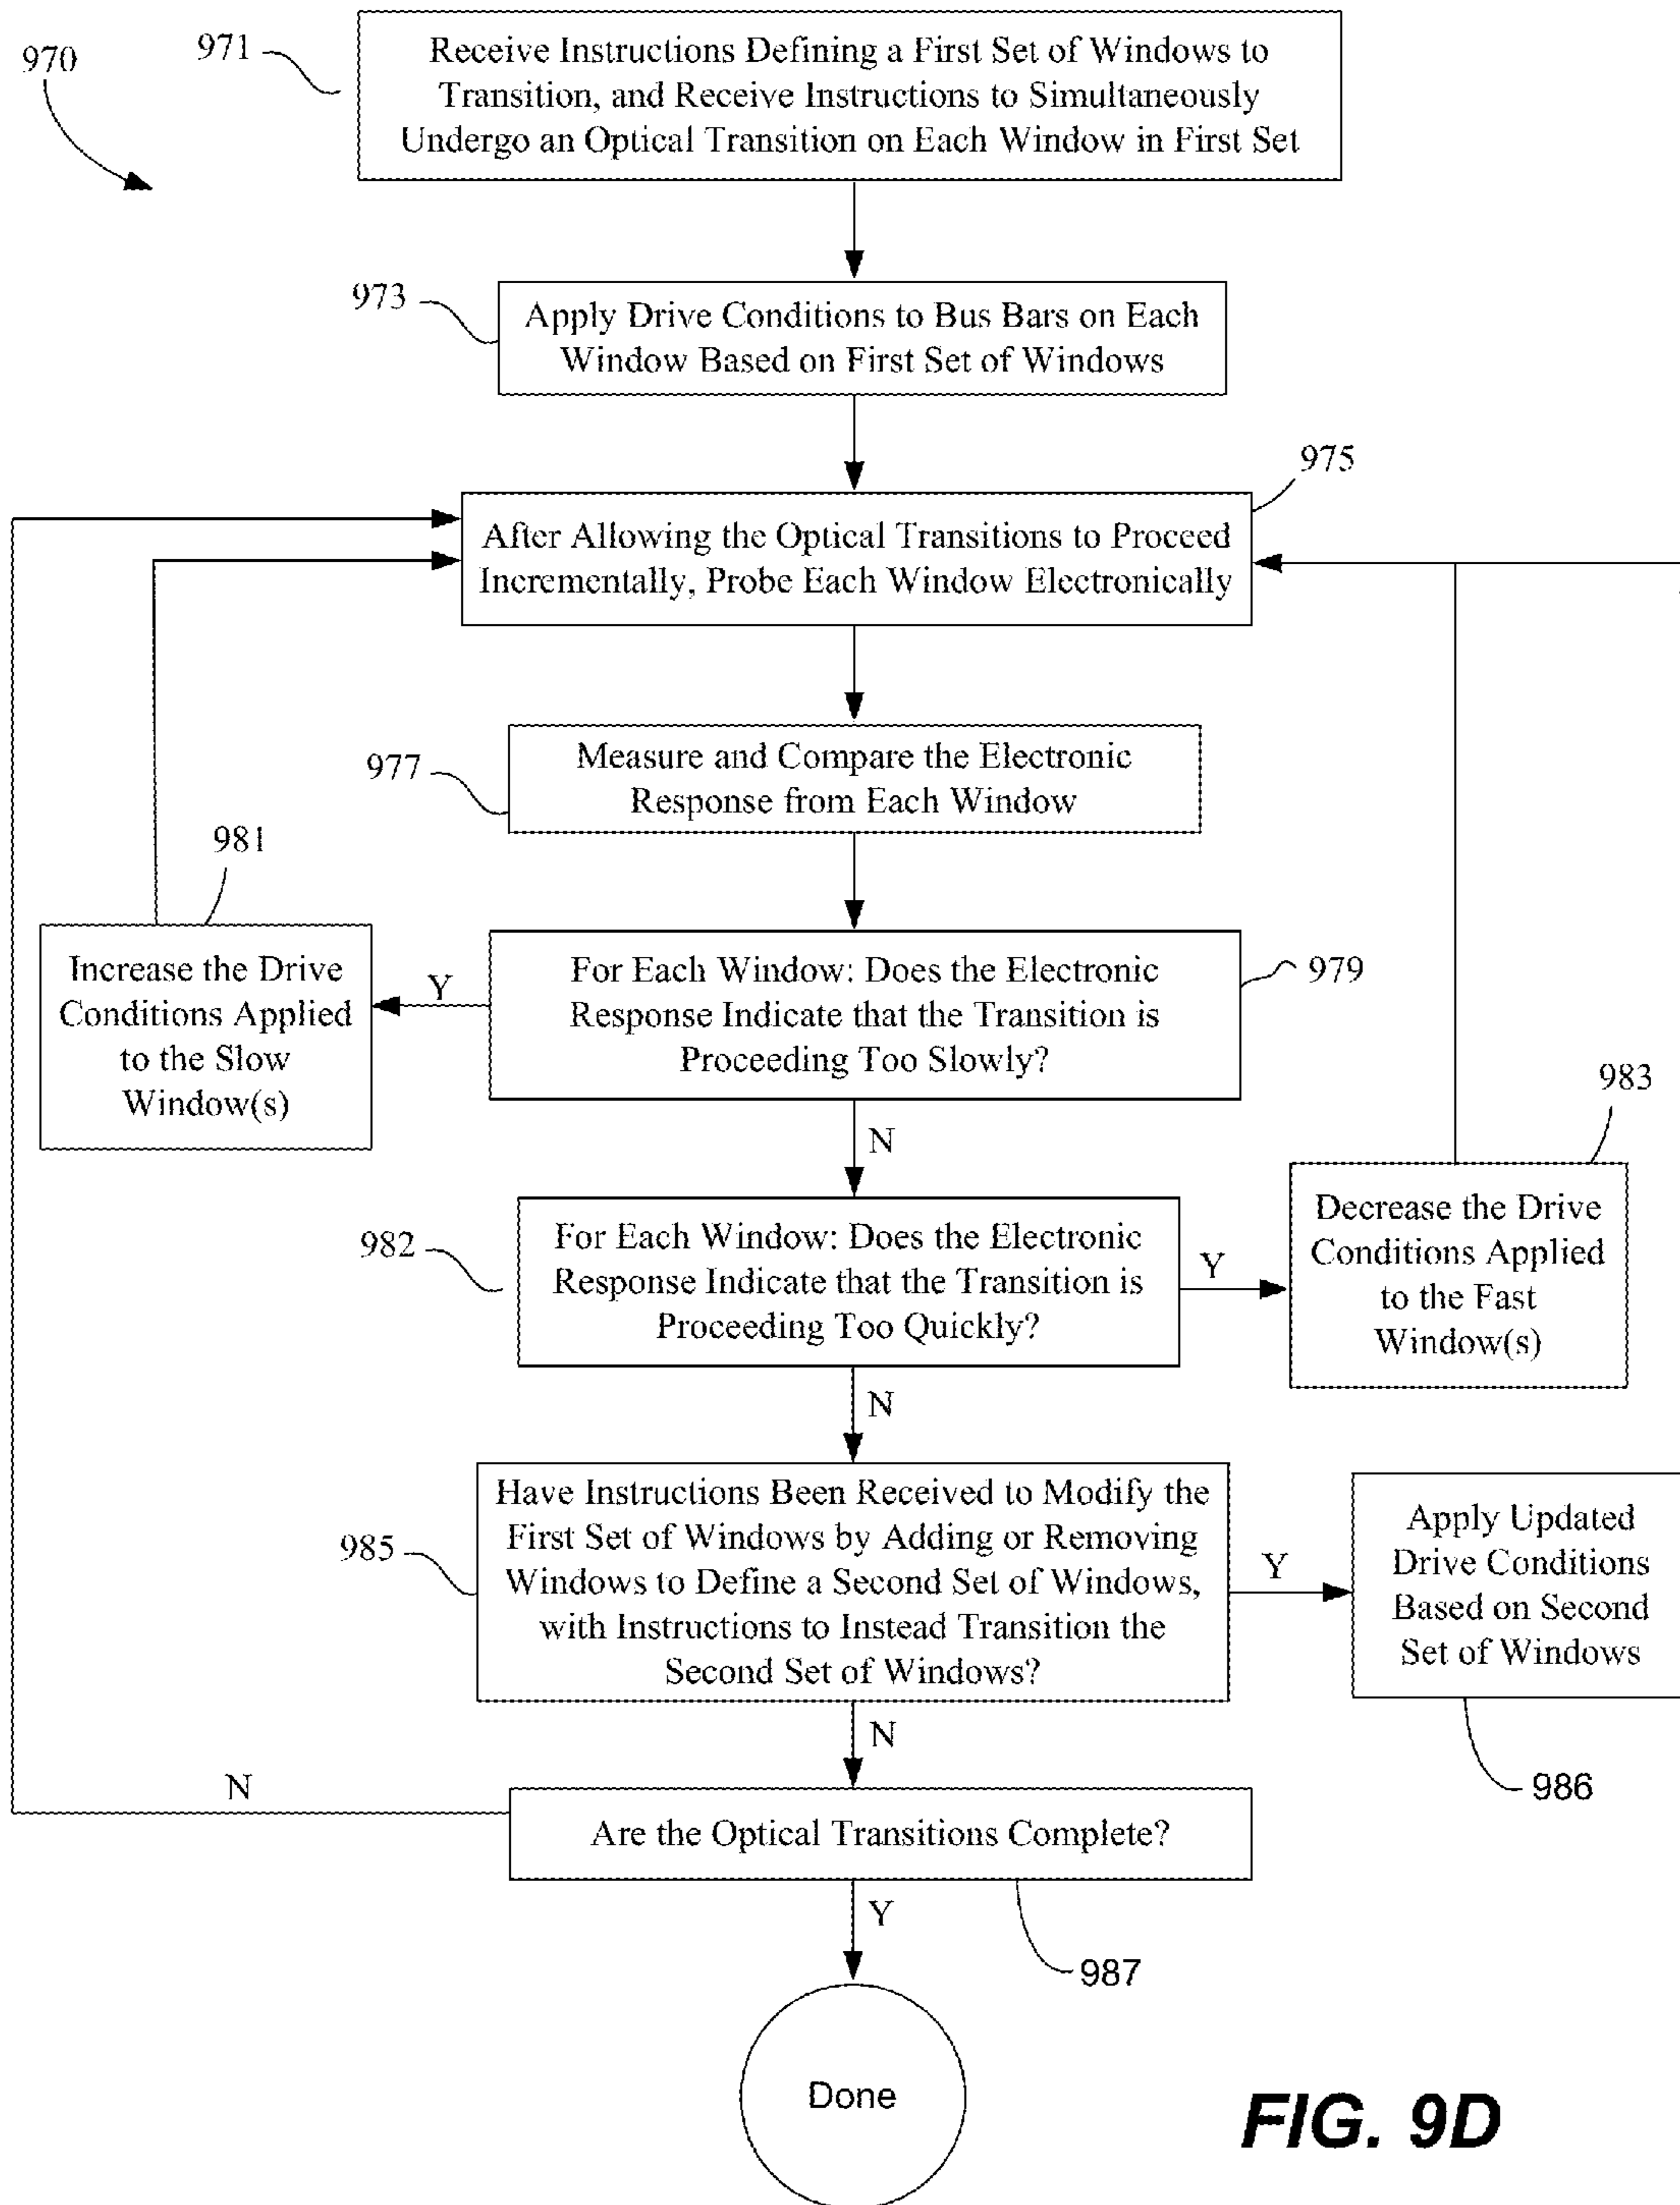 970
971
Receive Instructions Defining a First Set of Windows to
Transition, and Receive Instructions to Simultaneously
Undergo an Optical Transition on Each Window in First Set
973
Apply Drive Conditions to Bus Bars on Each
Window Based on First Set of Windows
975
After Allowing the Optical Transitions to Proceed
Incrementally, Probe Each Window Electronically
977
Measure and Compare the Electronic
Response from Each Window
981
Increase the Drive
Conditions Applied
to the Slow
Window(s)
Y
For Each Window: Does the Electronic
Response Indicate that the Transition is
Proceeding Too Slowly?
979
N
982
For Each Window: Does the Electronic
Response Indicate that the Transition is
Proceeding Too Quickly?
Y
983
Decrease the Drive
Conditions Applied
to the Fast
Window(s)
N
985
Have Instructions Been Received to Modify the
First Set of Windows by Adding or Removing
Windows to Define a Second Set of Windows,
with Instructions to Instead Transition the
Second Set of Windows?
Y
Apply Updated
Drive Conditions
Based on Second
Set of Windows
986
N
N
Are the Optical Transitions Complete?
987
Y
Done
FIG. 9D